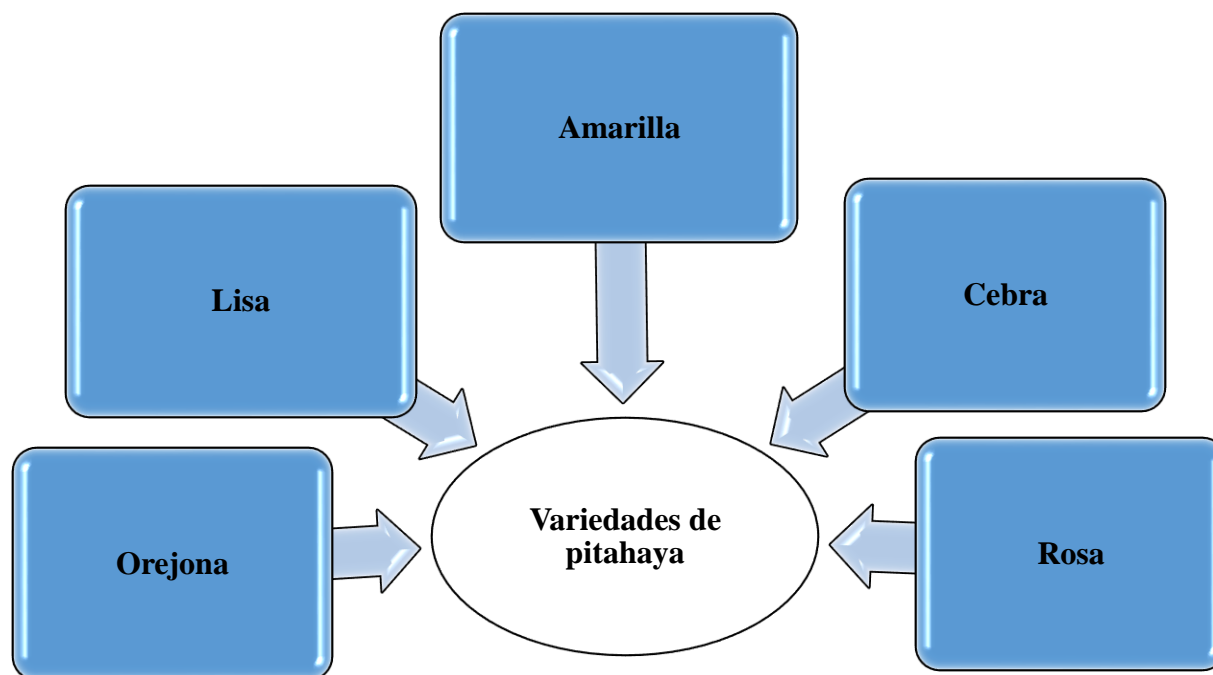 Amarilla
Lisa
Cebra
Orejona
Variedades de
pitahaya
Rosa